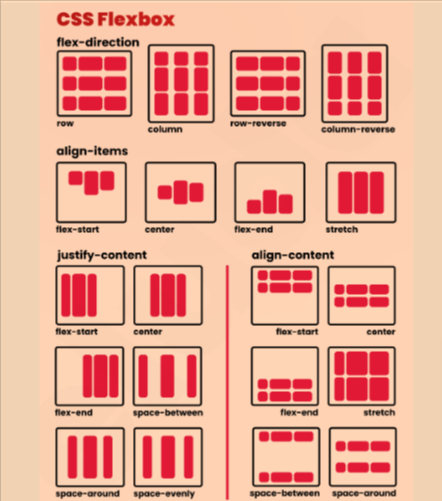 CSS Flexbox
flex-direction
row
column
row-reverse
column-reverse
align-items
flex-start
center
flex-end
stretch
justify-content
flex-start
center
flex-end
space-between
space-around
space-evenly
align-content
flex-start
center
flex-end
stretch
space-between
space-around